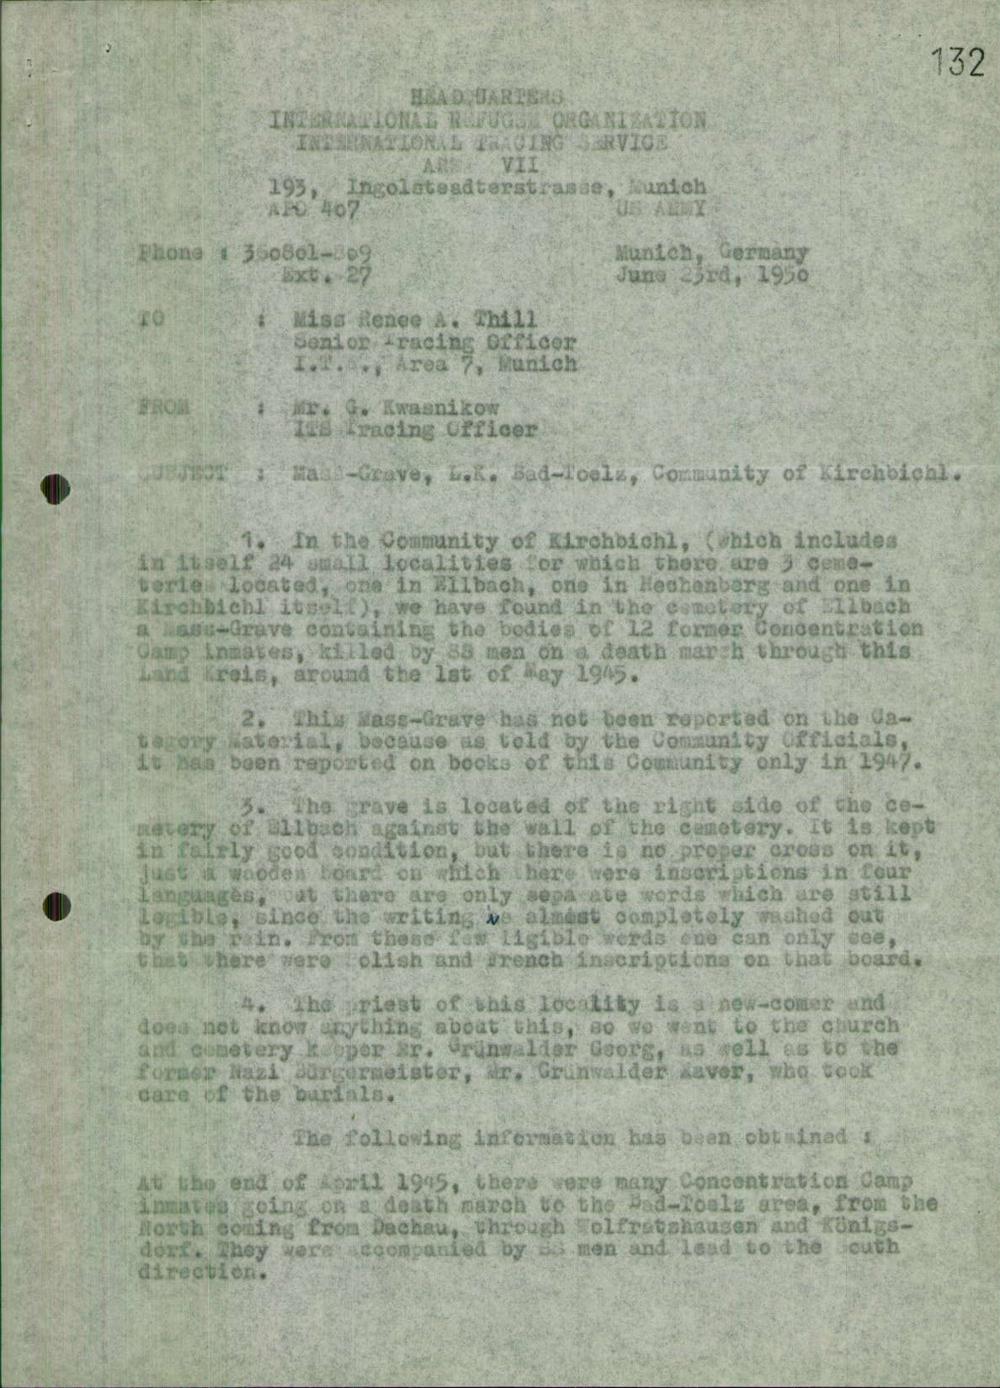 132
HEADQUARTERS
INTERNATIONAL REFUGEE ORGANIZATION
INTERNATIONAL TRACING SERVICE
AREA VII
193, Ingolsteadterstrasse, Munich
APO 407 US ARMY
Phone : 360801-809 Munich, Germany
Ext. 27 June 23rd, 1950
TO : Miss Renee A. Thill
Senior Tracing Officer
I.T.S., Area 7, Munich
FROM : Mr. G. Kwasnikow
ITS Tracing Officer
SUBJECT : Mass-Grave, L.K. Bad-Toelz, Community of Kirchbichl.
1. In the Community of Kirchbichl, (which includes
in itself 24 small localities for which there are 3 ceme-
teries located, one in Ellbach, one in Hechenberg and one in
Kirchbichl itself), we have found in the cemetery of Ellbach
a Mass-Grave containing the bodies of 12 former Concentration
Camp inmates, killed by SS men on a death march through this
Land Kreis, around the 1st of May 1945.
2. This Mass-Grave has not been reported on the Ca-
tegory Material, because as told by the Community Officials,
it has been reported on books of this Community only in 1947.
3. The grave is located of the right side of the ce-
metery of Ellbach against the wall of the cemetery. It is kept
in fairly good condition, but there is no proper cross on it,
just a wooden board on which there were inscriptions in four
languages, but there are only separate words which are still
legible, since the writing is almost completely washed out
by the rain. From these few ligible words one can only see,
that there were Polish and French inscriptions on that board.
4. The priest of this locality is a new-comer and
does not know anything about this, so we went to the church
and cemetery keeper Mr. Grünwalder Georg, as well as to the
former Nazi Bürgermeister, Mr. Grünwalder Xaver, who took
care of the burials.
The following information has been obtained :
At the end of April 1945, there were many Concentration Camp
inmates going on a death march to the Bad-Toelz area, from the
North coming from Dachau, through Wolfratshausen and Königs-
dorf. They were accompanied by SS men and lead to the South
direction.